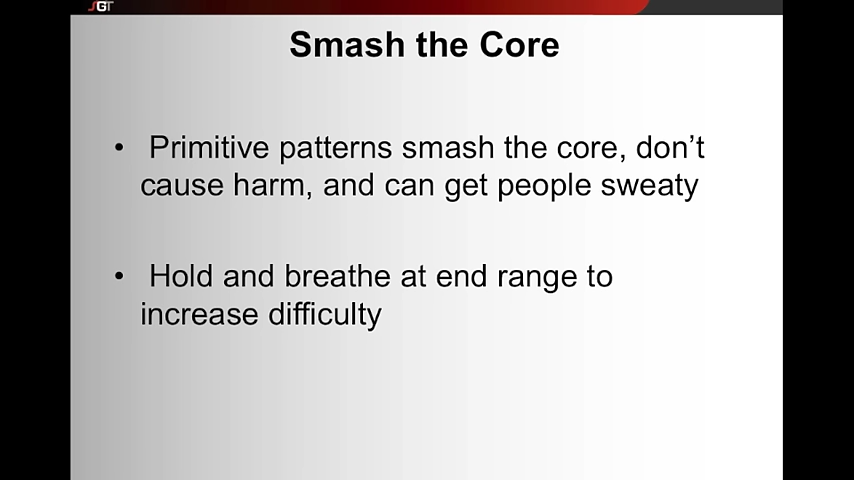 SGT
Smash the Core
• Primitive patterns smash the core, don’t
cause harm, and can get people sweaty
• Hold and breathe at end range to
increase difficulty